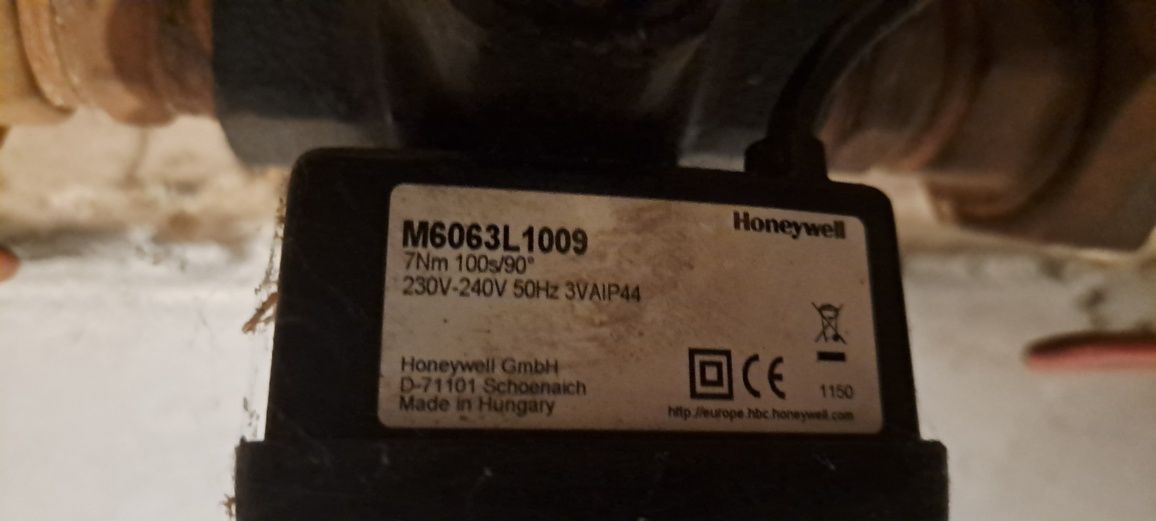 Honeywell
M6063L1009
7Nm 100s/90°
230V-240V 50Hz 3VAIP44
Honeywell GmbH
D-71101 Schoenaich
Made in Hungary
CE
1150
http://europe.hbc.honeywell.com